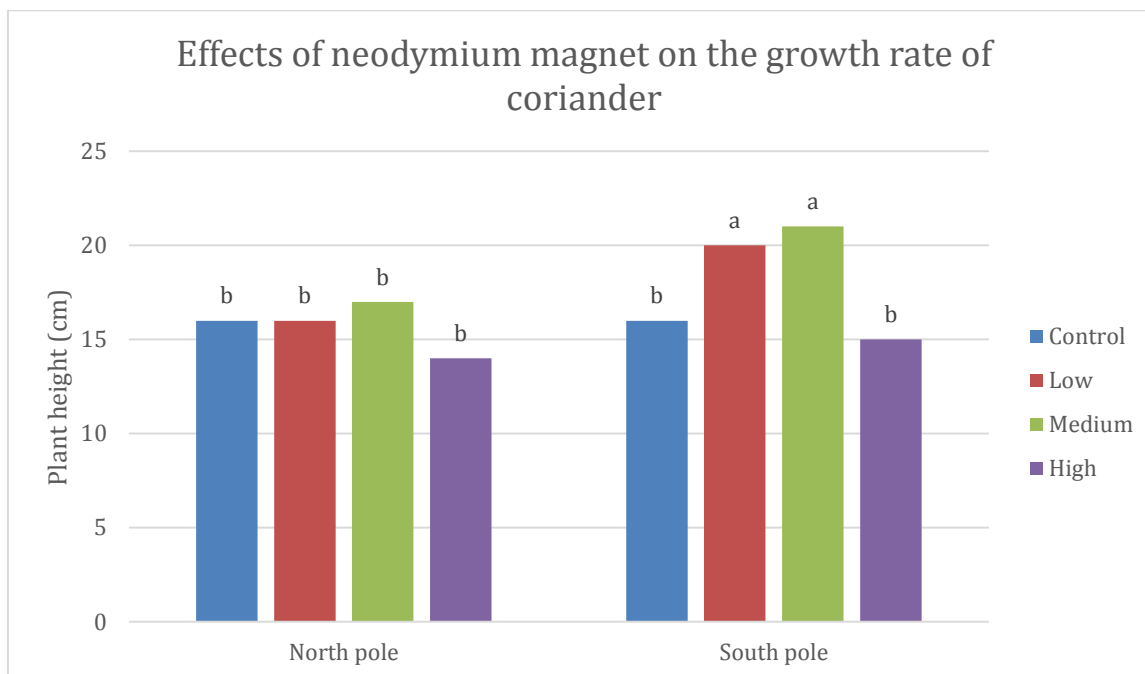 Effects of neodymium magnet on the growth rate of
coriander
Plant height (cm)
25
20
15
10
5
0
b
b
b
b
b
a
a
b
North pole
South pole
Control
Low
Medium
High